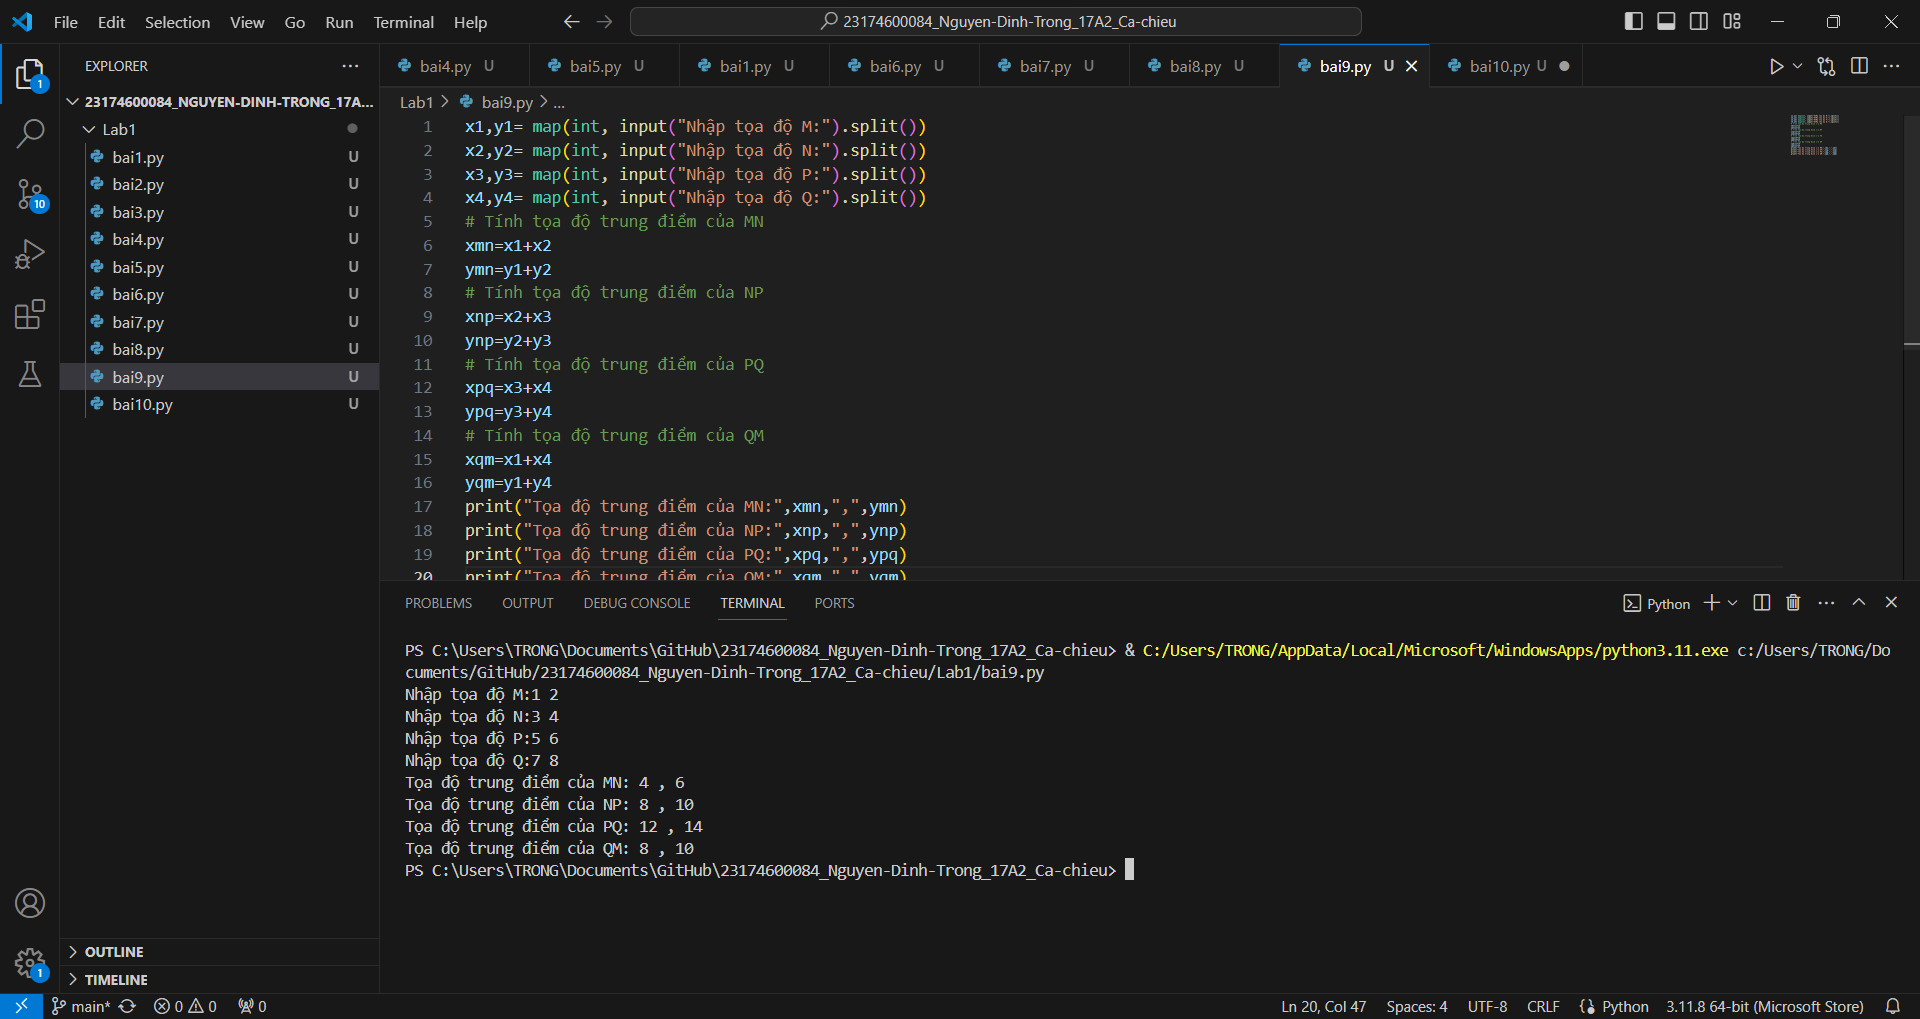 File Edit Selection View Go Run Terminal Help
23174600084_Nguyen-Dinh-Trong_17A2_Ca-chieu
EXPLORER
23174600084_NGUYEN-DINH-TRONG_17A...
Lab1
bai1.py U
bai2.py U
bai3.py U
bai4.py U
bai5.py U
bai6.py U
bai7.py U
bai8.py U
bai9.py U
bai10.py U
OUTLINE
TIMELINE
1
10
1
bai4.py U bai5.py U bai1.py U bai6.py U bai7.py U bai8.py U bai9.py U bai10.py U
Lab1 > bai9.py > ...
1 x1,y1= map(int, input("Nhập tọa độ M:").split())
2 x2,y2= map(int, input("Nhập tọa độ N:").split())
3 x3,y3= map(int, input("Nhập tọa độ P:").split())
4 x4,y4= map(int, input("Nhập tọa độ Q:").split())
5 # Tính tọa độ trung điểm của MN
6 xmn=x1+x2
7 ymn=y1+y2
8 # Tính tọa độ trung điểm của NP
9 xnp=x2+x3
10 ynp=y2+y3
11 # Tính tọa độ trung điểm của PQ
12 xpq=x3+x4
13 ypq=y3+y4
14 # Tính tọa độ trung điểm của QM
15 xqm=x1+x4
16 yqm=y1+y4
17 print("Tọa độ trung điểm của MN:",xmn,",",ymn)
18 print("Tọa độ trung điểm của NP:",xnp,",",ynp)
19 print("Tọa độ trung điểm của PQ:",xpq,",",ypq)
20 print("Tọa độ trung điểm của QM:",xqm,",",yqm)
PROBLEMS OUTPUT DEBUG CONSOLE TERMINAL PORTS
Python
PS C:\Users\TRONG\Documents\GitHub\23174600084_Nguyen-Dinh-Trong_17A2_Ca-chieu> & C:/Users/TRONG/AppData/Local/Microsoft/WindowsApps/python3.11.exe c:/Users/TRONG/Do
cuments/GitHub/23174600084_Nguyen-Dinh-Trong_17A2_Ca-chieu/Lab1/bai9.py
Nhập tọa độ M:1 2
Nhập tọa độ N:3 4
Nhập tọa độ P:5 6
Nhập tọa độ Q:7 8
Tọa độ trung điểm của MN: 4 , 6
Tọa độ trung điểm của NP: 8 , 10
Tọa độ trung điểm của PQ: 12 , 14
Tọa độ trung điểm của QM: 8 , 10
PS C:\Users\TRONG\Documents\GitHub\23174600084_Nguyen-Dinh-Trong_17A2_Ca-chieu>
main* 0 0 0 Ln 20, Col 47 Spaces: 4 UTF-8 CRLF Python 3.11.8 64-bit (Microsoft Store)